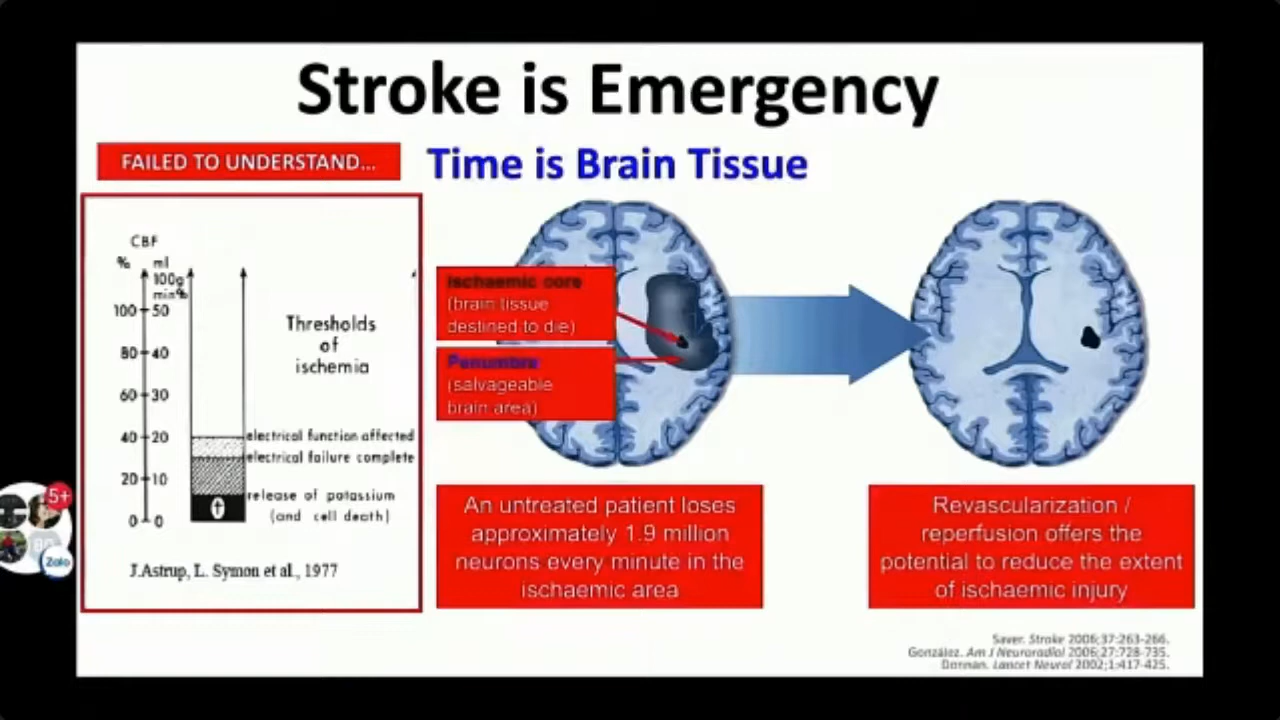 Stroke is Emergency
FAILED TO UNDERSTAND...
Time is Brain Tissue
CBF
% ml
100g
min%
100 50
80 40
60 30
40 20
20 10
0 0
Thresholds
of
ischemia
electrical function affected
electrical failure complete
release of potassium
(and cell death)
J.Astrup, L. Symon et al., 1977
Ischaemic core
(brain tissue
destined to die)
Penumbra
(salvageable
brain area)
An untreated patient loses
approximately 1.9 million
neurons every minute in the
ischaemic area
Revascularization /
reperfusion offers the
potential to reduce the extent
of ischaemic injury
Saver. Stroke 2006;37:263-266.
González. Am J Neuroradiol 2006;27:728-735.
Donnan. Lancet Neurol 2002;1:417-425.
5+
Zalo